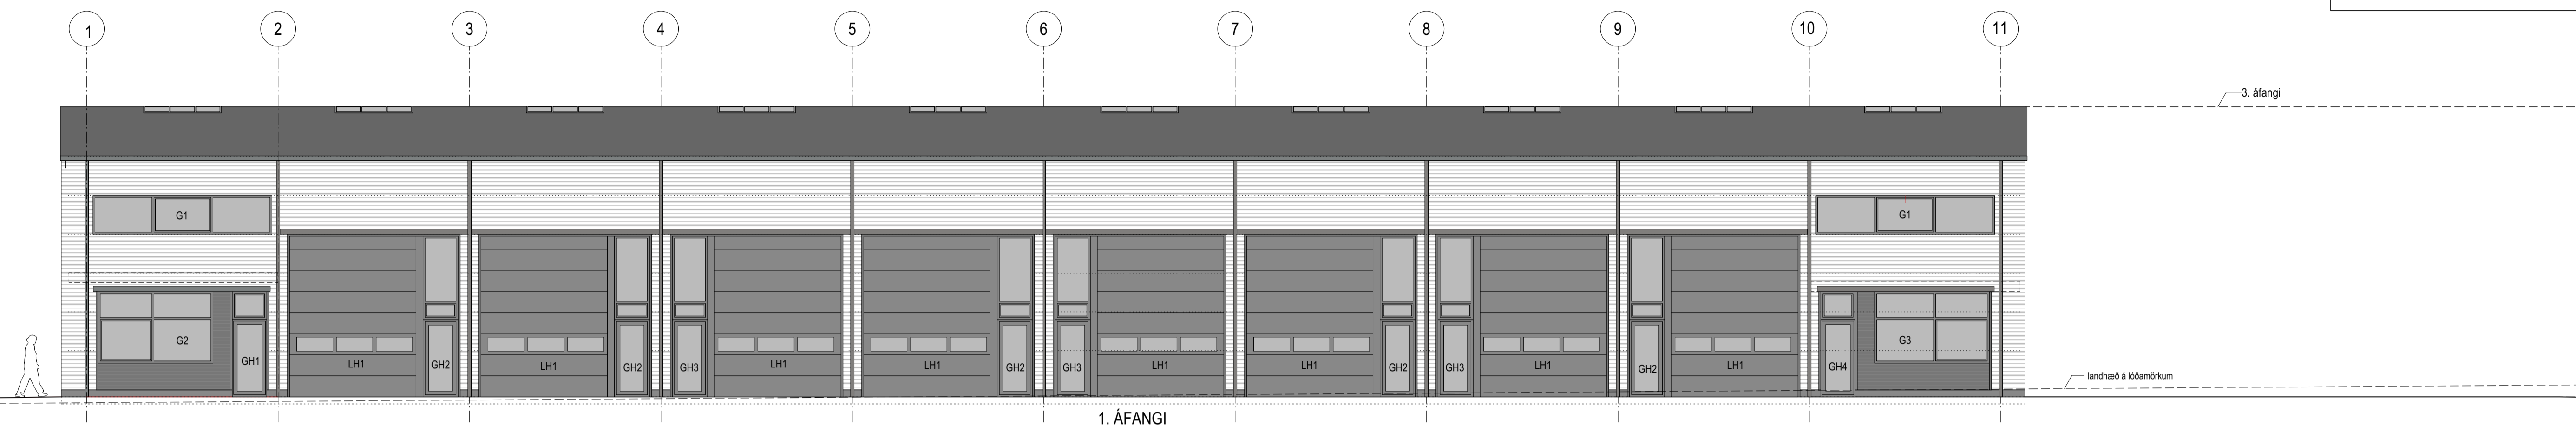 1 2 3 4 5 6 7 8 9 10 11
3. áfangi
G1 G1
G2 GH1 LH1 GH2 LH1 GH2 GH3 LH1 LH1 GH2 GH3 LH1 LH1 GH2 GH3 LH1 GH2 LH1 GH4 G3
landhæð á lóðamörkum
1. ÁFANGI